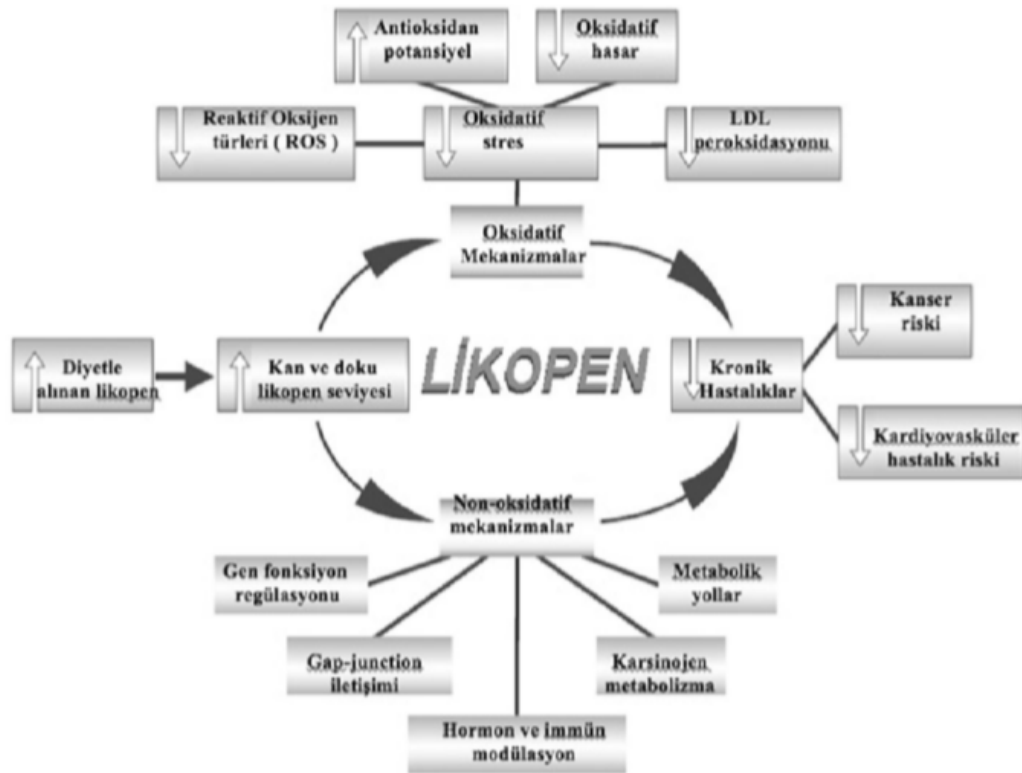 Antioksidan
potansiyel
Oksidatif
hasar
Reaktif Oksijen
türleri ( ROS )
Oksidatif
stres
LDL
peroksidasyonu
Oksidatif
Mekanizmalar
Kanser
riski
Diyetle
alınan likopen
Kan ve doku
likopen seviyesi
LİKOPEN
Kronik
Hastalıklar
Kardiyovasküler
hastalık riski
Non-oksidatif
mekanizmalar
Gen fonksiyon
regülasyonu
Metabolik
yollar
Gap-junction
iletişimi
Karsinojen
metabolizma
Hormon ve immün
modülasyon